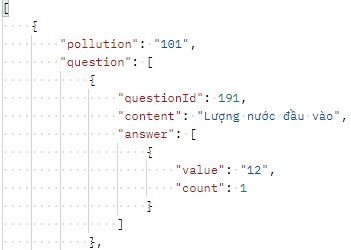 [
{
"pollution": "101",
"question": [
{
"questionId": 191,
"content": "Lượng nước đầu vào",
"answer": [
{
"value": "12",
"count": 1
}
]
},